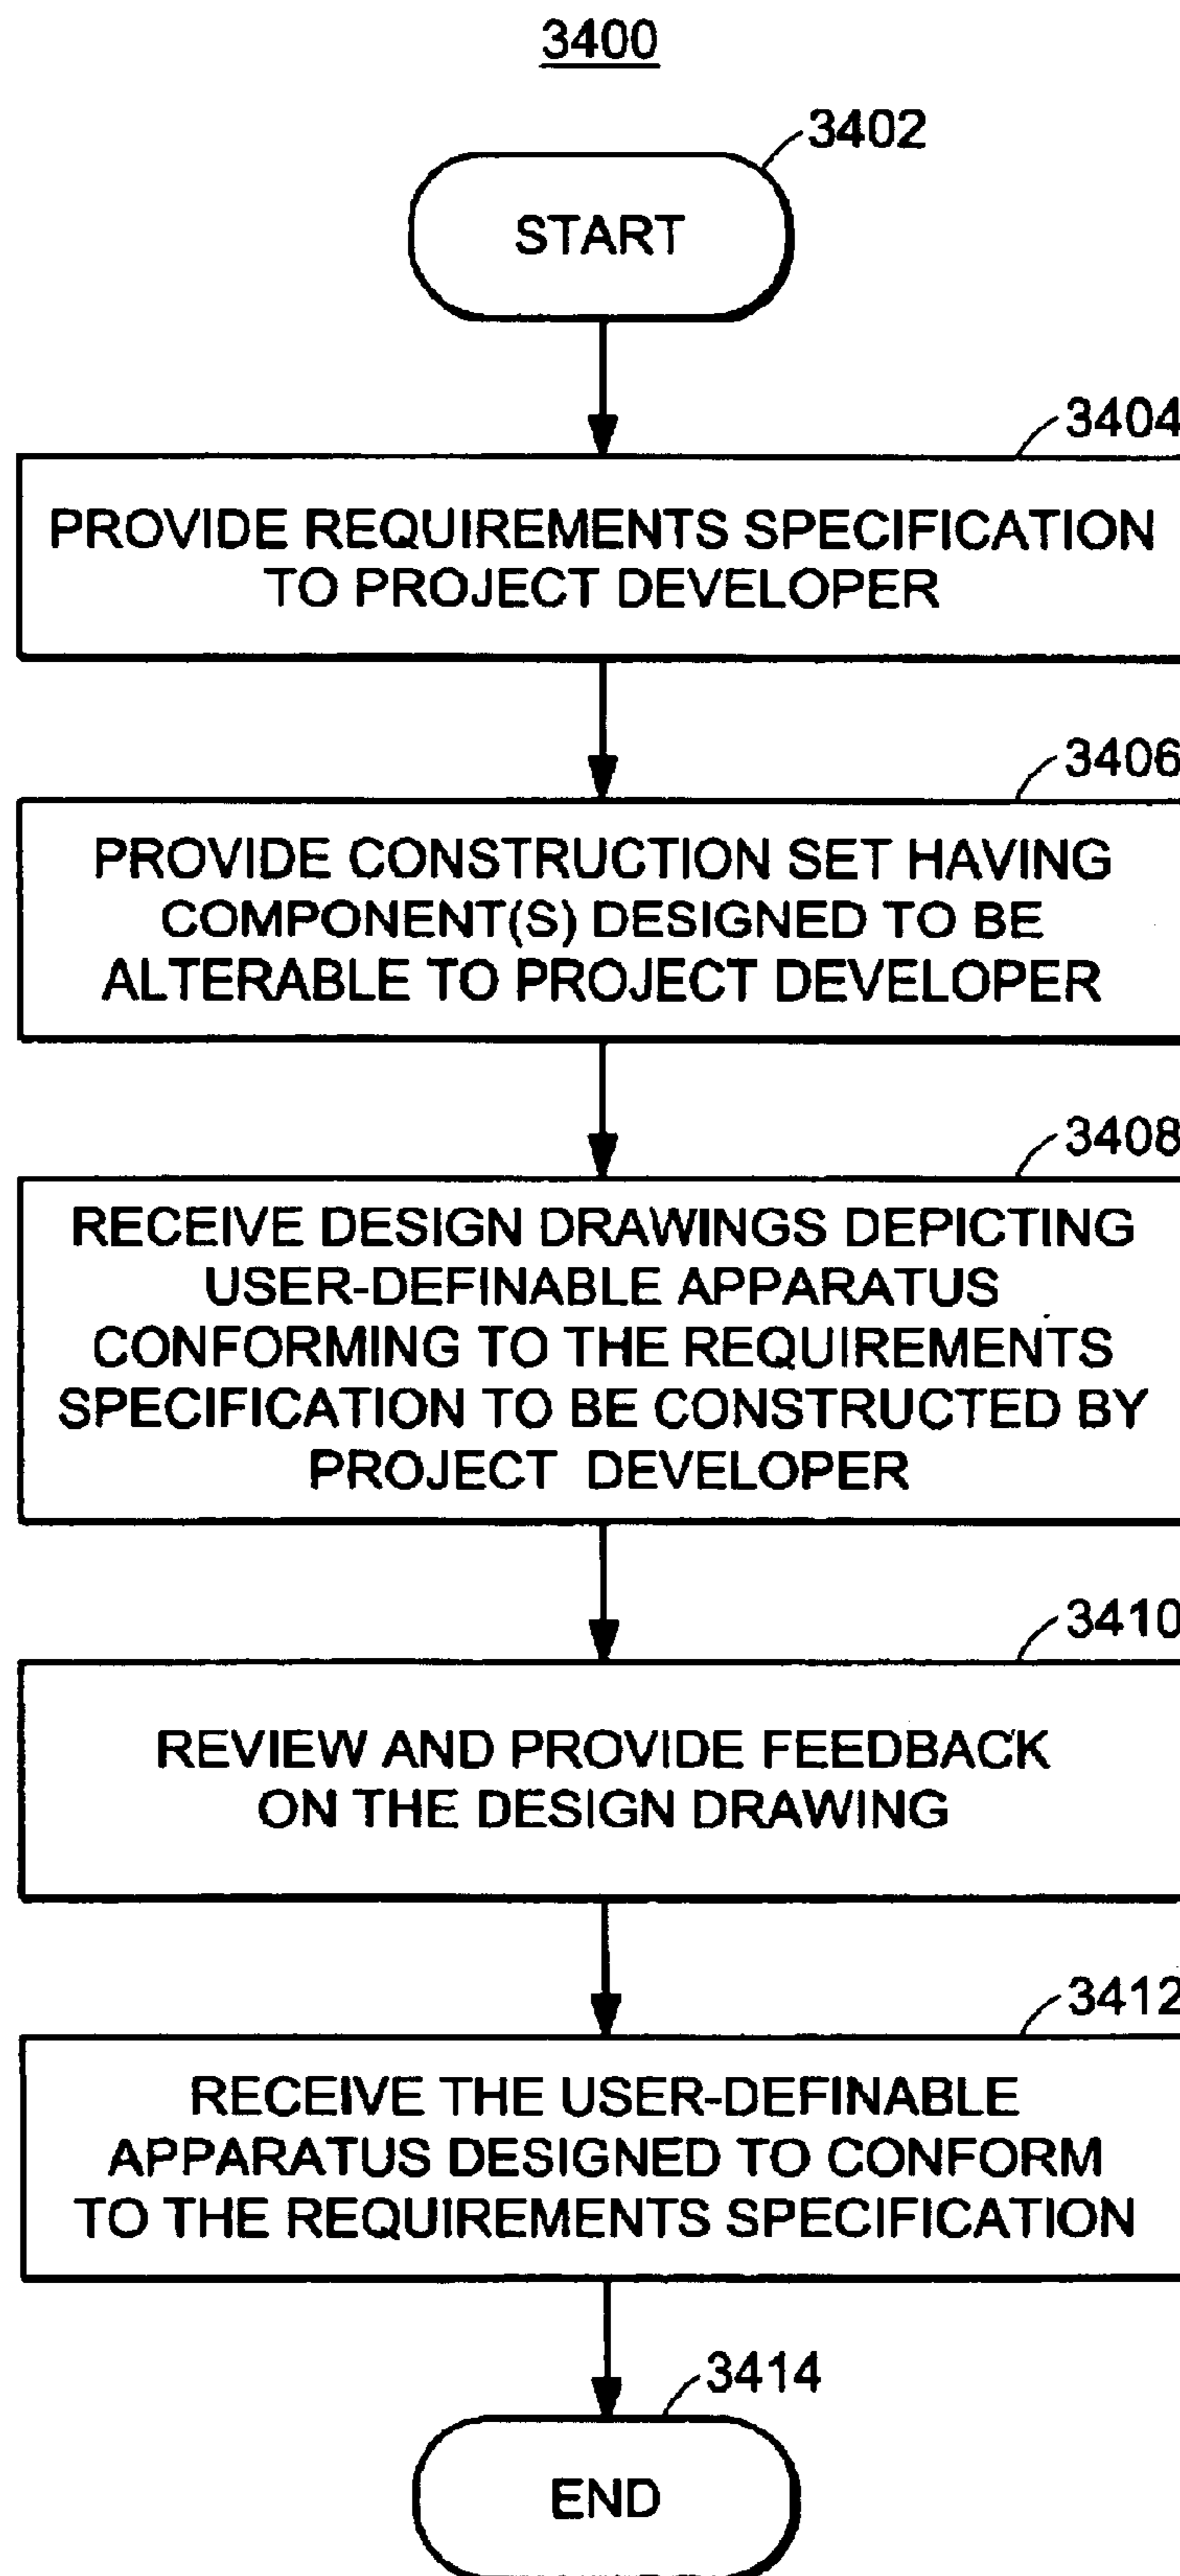 3400
3402
START
3404
PROVIDE REQUIREMENTS SPECIFICATION
TO PROJECT DEVELOPER
3406
PROVIDE CONSTRUCTION SET HAVING
COMPONENT(S) DESIGNED TO BE
ALTERABLE TO PROJECT DEVELOPER
3408
RECEIVE DESIGN DRAWINGS DEPICTING
USER-DEFINABLE APPARATUS
CONFORMING TO THE REQUIREMENTS
SPECIFICATION TO BE CONSTRUCTED BY
PROJECT DEVELOPER
3410
REVIEW AND PROVIDE FEEDBACK
ON THE DESIGN DRAWING
3412
RECEIVE THE USER-DEFINABLE
APPARATUS DESIGNED TO CONFORM
TO THE REQUIREMENTS SPECIFICATION
3414
END